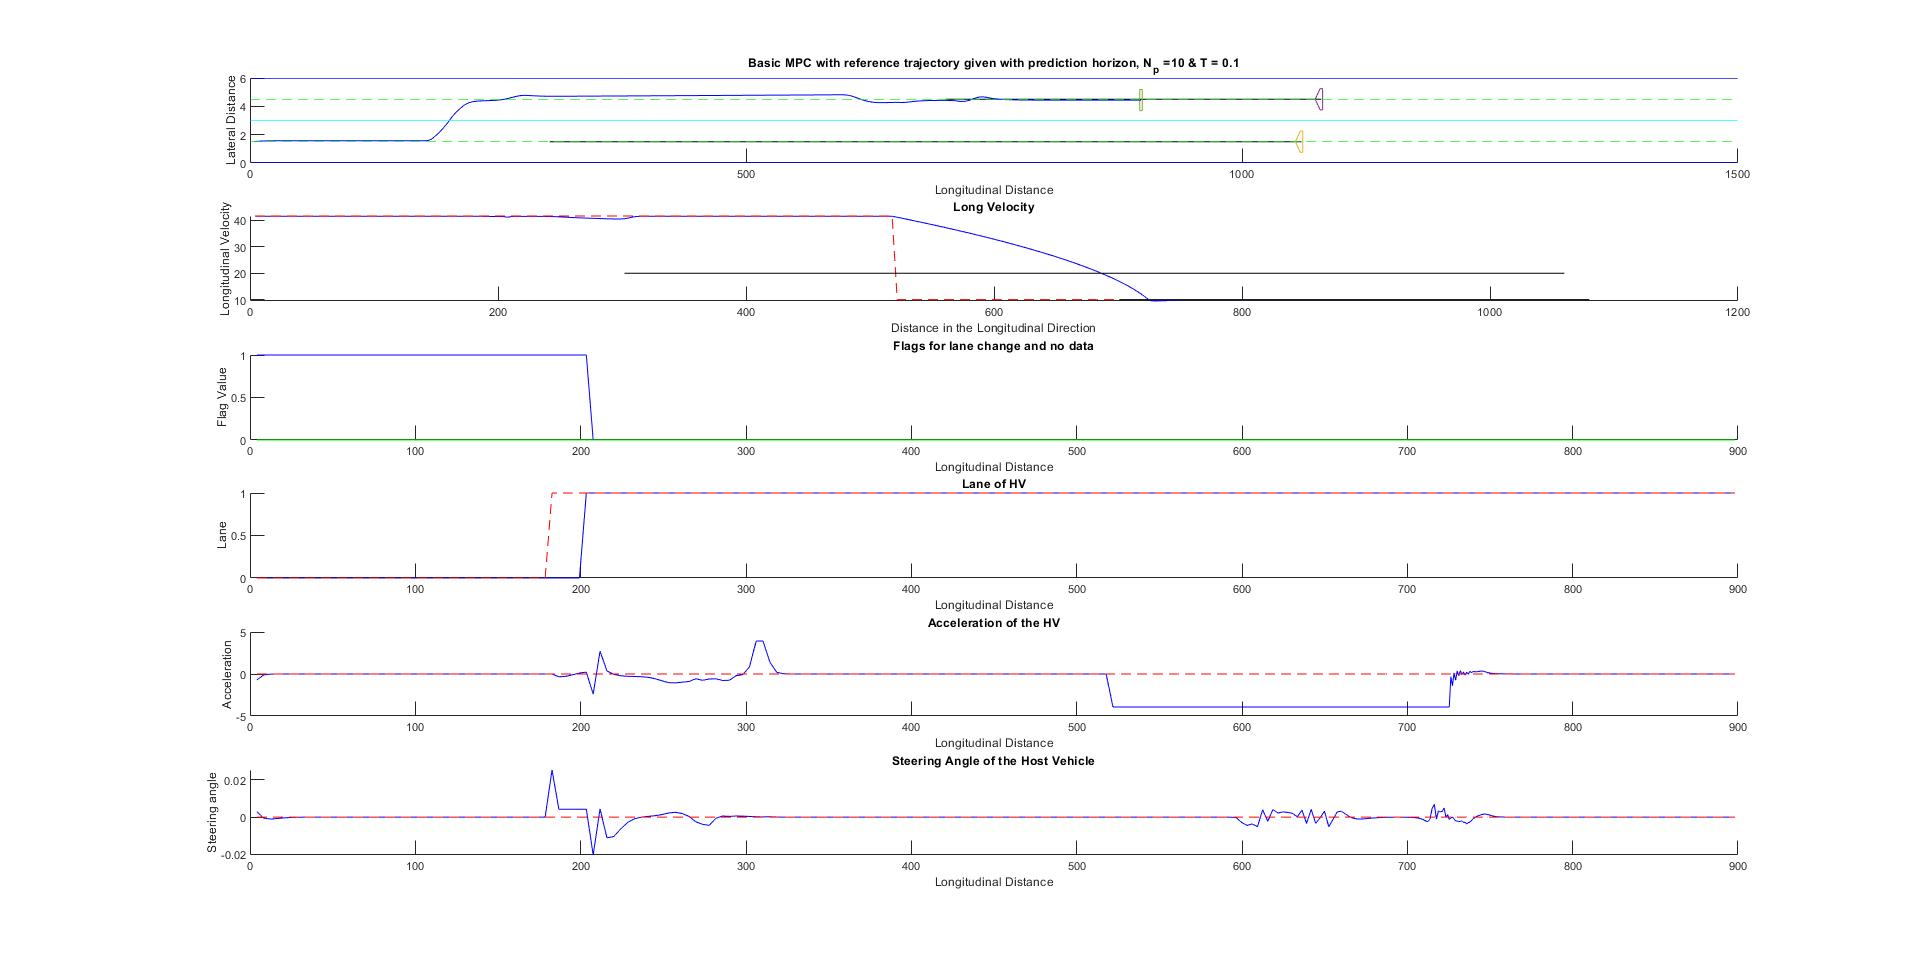 Basic MPC with reference trajectory given with prediction horizon, Np =10 & T = 0.1
Lateral Distance
6
4
2
0
0 500 1000 1500
Longitudinal Distance
Long Velocity
Longitudinal Velocity
40
30
20
10
0 200 400 600 800 1000 1200
Distance in the Longitudinal Direction
Flags for lane change and no data
Flag Value
1
0.5
0
0 100 200 300 400 500 600 700 800 900
Longitudinal Distance
Lane of HV
Lane
1
0.5
0
0 100 200 300 400 500 600 700 800 900
Longitudinal Distance
Acceleration of the HV
Acceleration
5
0
-5
0 100 200 300 400 500 600 700 800 900
Longitudinal Distance
Steering Angle of the Host Vehicle
Steering angle
0.02
0
-0.02
0 100 200 300 400 500 600 700 800 900
Longitudinal Distance